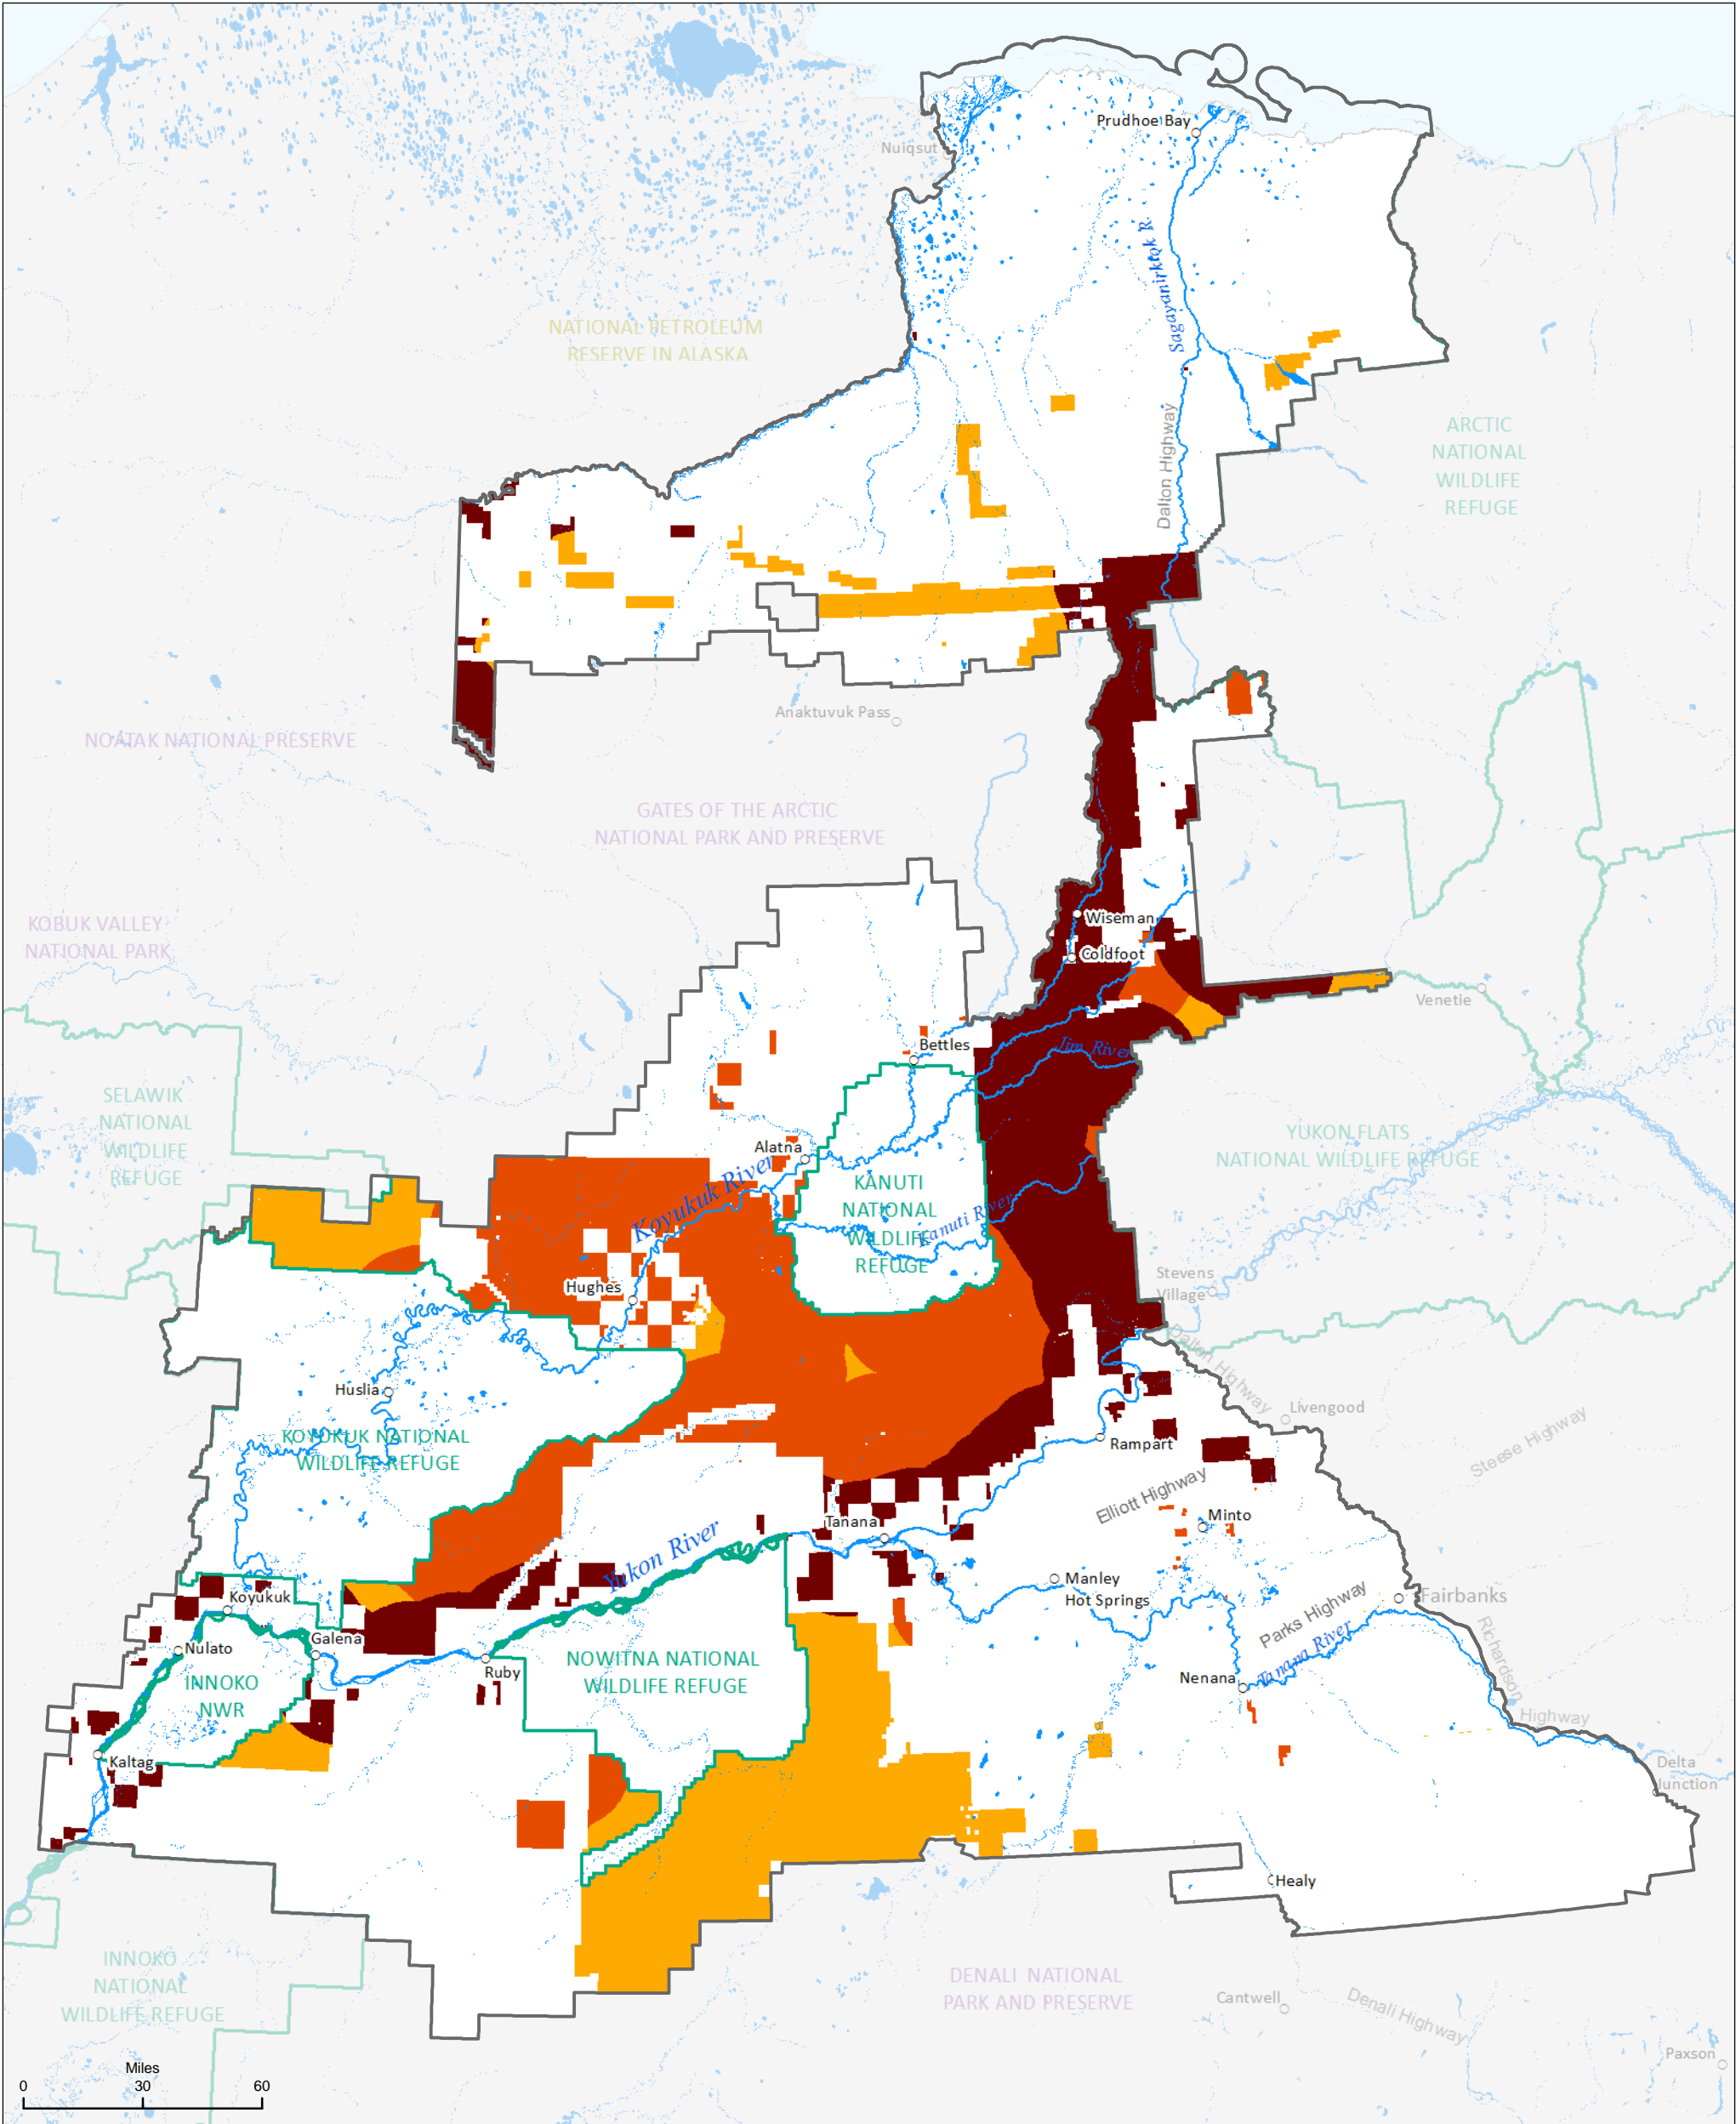 Prudhoe Bay
Nuiqsut
Sagavanirktok R.
NATIONAL PETROLEUM
RESERVE IN ALASKA
Dalton Highway
ARCTIC
NATIONAL
WILDLIFE
REFUGE
Anaktuvuk Pass
NOATAK NATIONAL PRESERVE
GATES OF THE ARCTIC
NATIONAL PARK AND PRESERVE
KOBUK VALLEY
NATIONAL PARK
Wiseman
Coldfoot
Venetie
Bettles
Jim River
SELAWIK
NATIONAL
WILDLIFE
REFUGE
YUKON FLATS
NATIONAL WILDLIFE REFUGE
Alatna
Koyukuk River
KANUTI
NATIONAL
WILDLIFE
REFUGE
Kanuti River
Hughes
Stevens
Village
Dalton Highway
Huslia
Livengood
KOYUKUK NATIONAL
WILDLIFE REFUGE
Rampart
Steese Highway
Elliott Highway
Minto
Tanana
Yukon River
Manley
Hot Springs
Koyukuk
Fairbanks
Parks Highway
Nulato
Galena
Tanana River
Richardson
Highway
INNOKO
NWR
Ruby
NOWITNA NATIONAL
WILDLIFE REFUGE
Nenana
Kaltag
Delta
Junction
Healy
INNOKO
NATIONAL
WILDLIFE REFUGE
DENALI NATIONAL
PARK AND PRESERVE
Cantwell
Denali Highway
Paxson
Miles
0 30 60